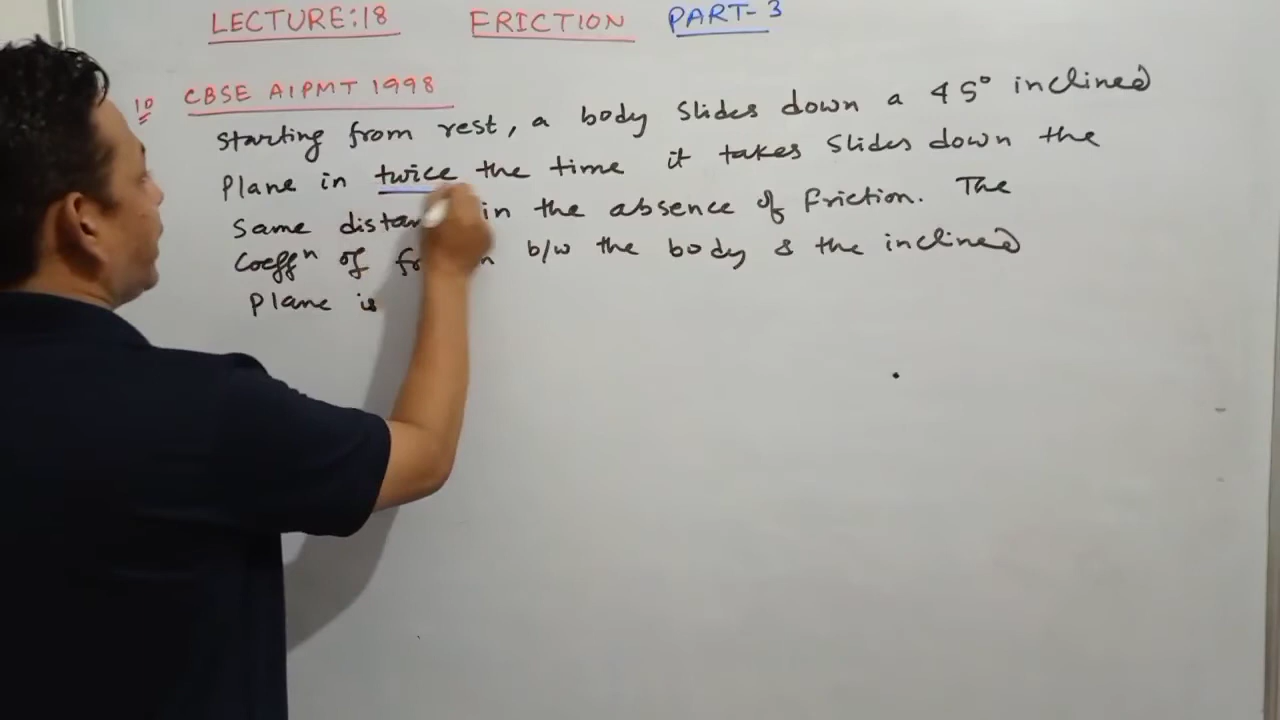 LECTURE:18 FRICTION PART-3
10 CBSE AIPMT 1998
Starting from rest, a body slides down a 45° inclined
Plane in twice the time it takes slides down the
Same in the absence of friction. The
Coeffⁿ of b/w the body & the inclined
Plane is